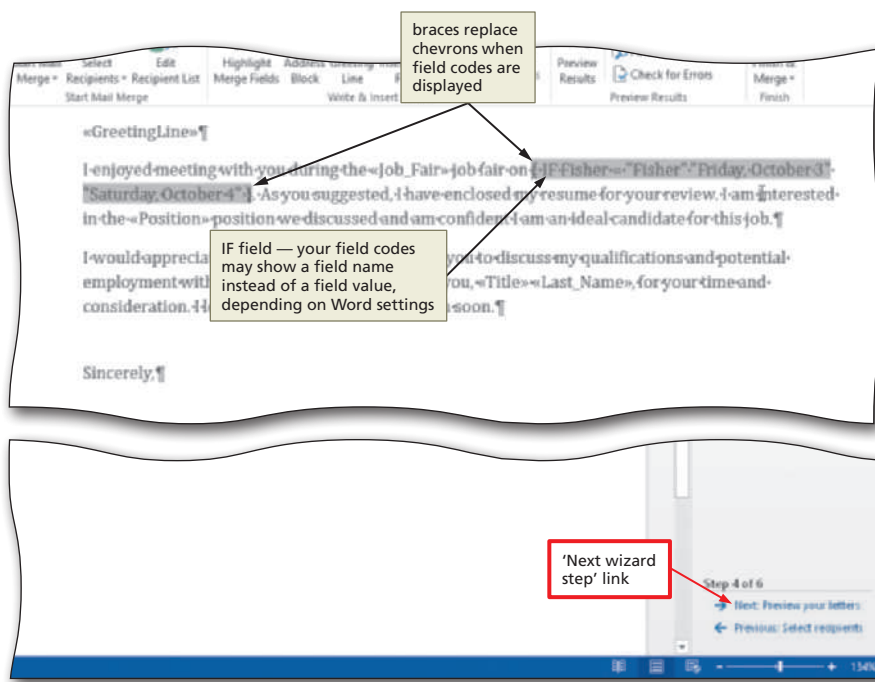 braces replace
chevrons when
field codes are
displayed
Select Edit Highlight Address Preview
Merge Recipients Recipient List Merge Fields Block Line Results Check for Errors Merge
Start Mail Merge Write & Insert Preview Results Finish
«GreetingLine»¶
I·enjoyed·meeting·with·you·during·the·«Job_Fair»·job·fair·on·{·IF·Fisher·=·"Fisher"·"Friday,·October·3"·
"Saturday,·October·4"·}.·As·you·suggested,·I·have·enclosed·my·resume·for·your·review.·I·am·interested·
in·the·«Position»·position·we·discussed·and·am·confident·I·am·an·ideal·candidate·for·this·job.¶
IF field — your field codes
may show a field name
instead of a field value,
depending on Word settings
I·would·apprecia you·to·discuss·my·qualifications·and·potential·
employment·with you,·«Title»·«Last_Name»,·for·your·time·and·
consideration.·I soon.¶
Sincerely,¶
'Next wizard
step' link
Step 4 of 6
Next: Preview your letters
Previous: Select recipients
134%